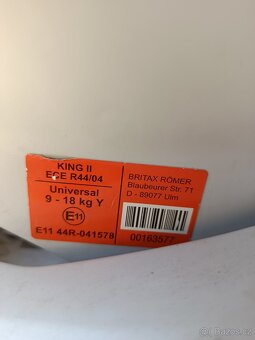 KING II
ECE R44/04
Universal
9 - 18 kg Y
E11
E11 44R-041578
BRITAX RÖMER
Blaubeurer Str. 71
D - 89077 Ulm
00163577